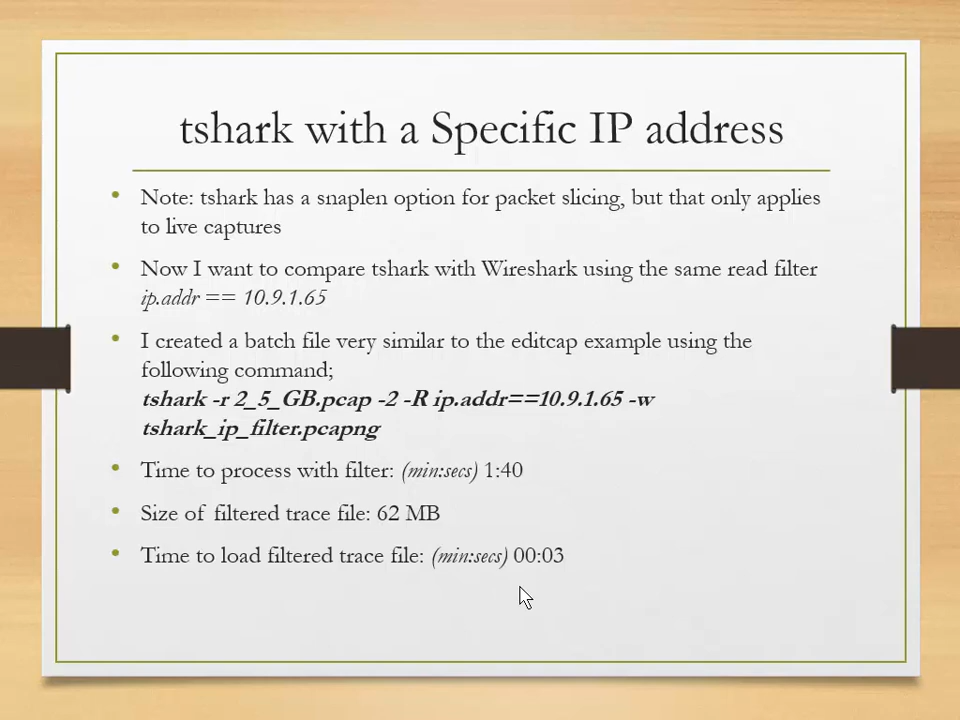 tshark with a Specific IP address
• Note: tshark has a snaplen option for packet slicing, but that only applies
to live captures
• Now I want to compare tshark with Wireshark using the same read filter
ip.addr == 10.9.1.65
• I created a batch file very similar to the editcap example using the
following command;
tshark -r 2_5_GB.pcap -2 -R ip.addr==10.9.1.65 -w
tshark_ip_filter.pcapng
• Time to process with filter: (min:secs) 1:40
• Size of filtered trace file: 62 MB
• Time to load filtered trace file: (min:secs) 00:03